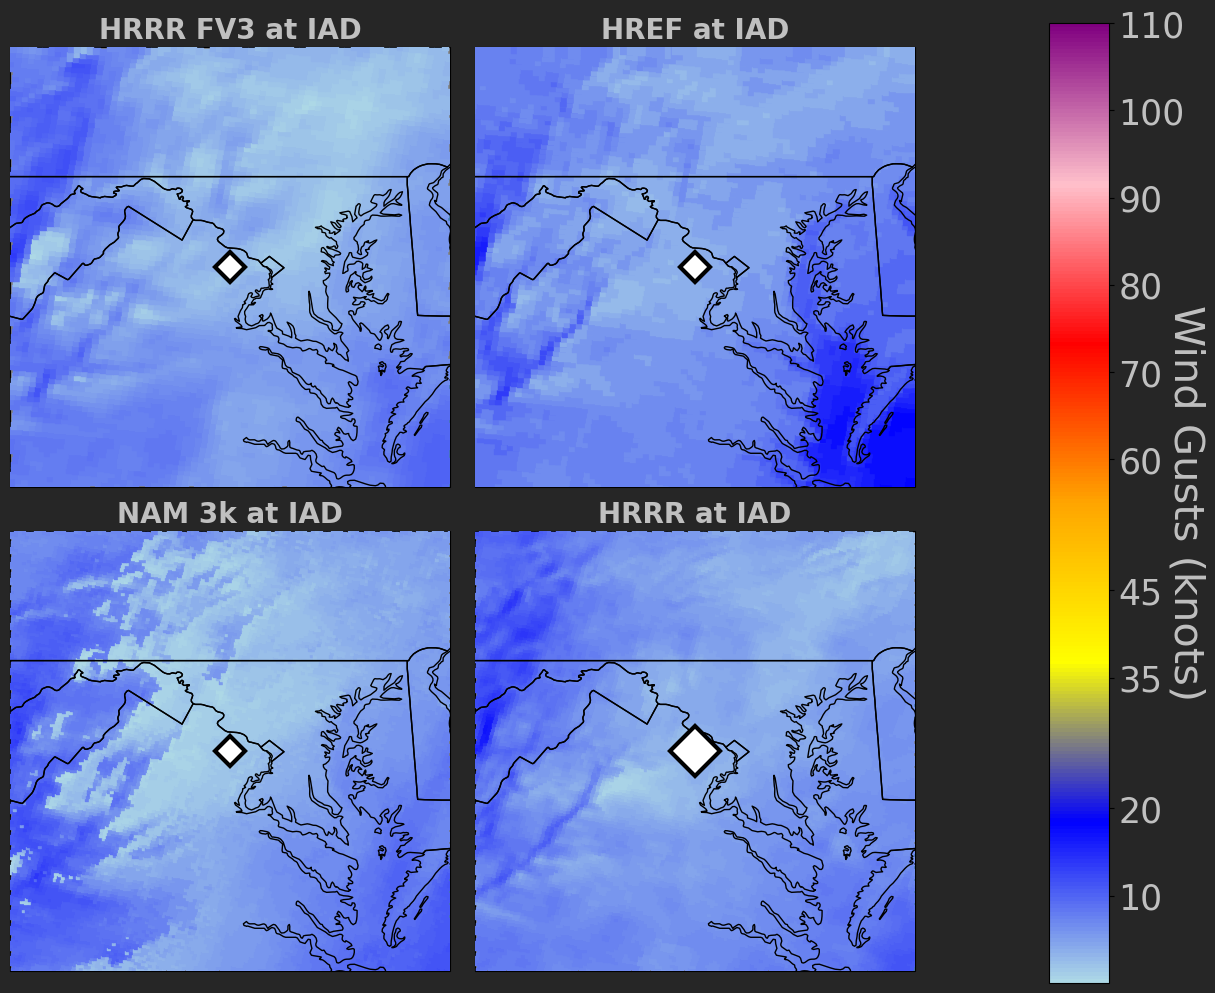 HRRR FV3 at IAD
HREF at IAD
NAM 3k at IAD
HRRR at IAD
110
100
90
80
70
60
45
35
20
10
Wind Gusts (knots)